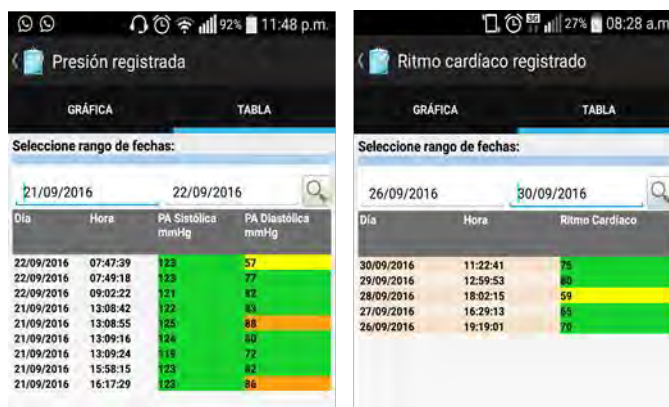 92% 11:48 p.m.
Presión registrada
GRÁFICA TABLA
Seleccione rango de fechas:
21/09/2016 22/09/2016
Día Hora PA Sistólica mmHg PA Diastólica mmHg
22/09/2016 07:47:39 123 57
22/09/2016 07:49:18 123 77
22/09/2016 09:02:22 121 82
21/09/2016 13:08:42 122 83
21/09/2016 13:08:55 125 88
21/09/2016 13:09:16 124 80
21/09/2016 13:09:24 119 72
21/09/2016 15:58:15 123 82
21/09/2016 16:17:29 123 86
3G 27% 08:28 a.m
Ritmo cardíaco registrado
GRÁFICA TABLA
Seleccione rango de fechas:
26/09/2016 30/09/2016
Día Hora Ritmo Cardíaco
30/09/2016 11:22:41 75
29/09/2016 12:59:53 80
28/09/2016 18:02:15 59
27/09/2016 16:29:13 65
26/09/2016 19:19:01 70